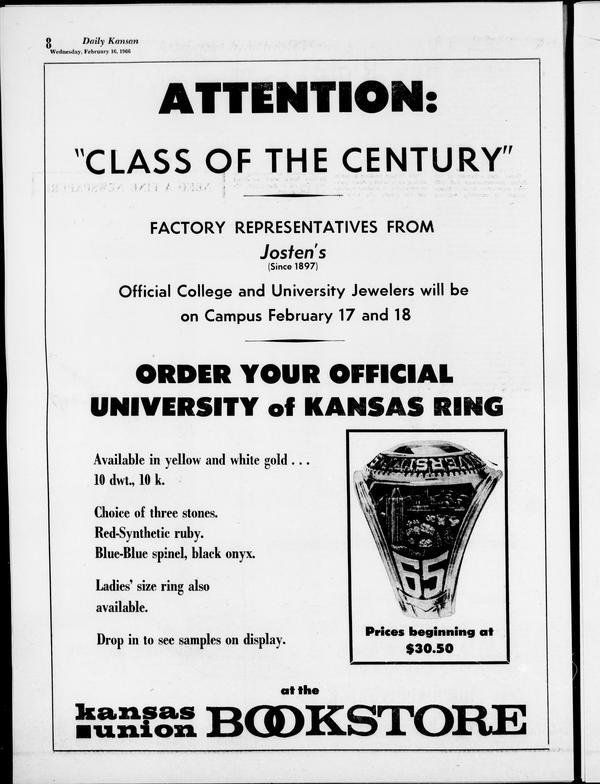 8
Daily Kansan
Wednesday, February 16, 1966
ATTENTION:
"CLASS OF THE CENTURY"
FACTORY REPRESENTATIVES FROM
Josten's
(Since 1897)
Official College and University Jewelers will be
on Campus February 17 and 18
ORDER YOUR OFFICIAL
UNIVERSITY of KANSAS RING
Available in yellow and white gold . . .
10 dwt., 10 k.
Choice of three stones.
Red-Synthetic ruby.
Blue-Blue spinel, black onyx.
Ladies' size ring also
available.
Drop in to see samples on display.
65
Prices beginning at
$30.50
at the
kansas
union BOOKSTORE